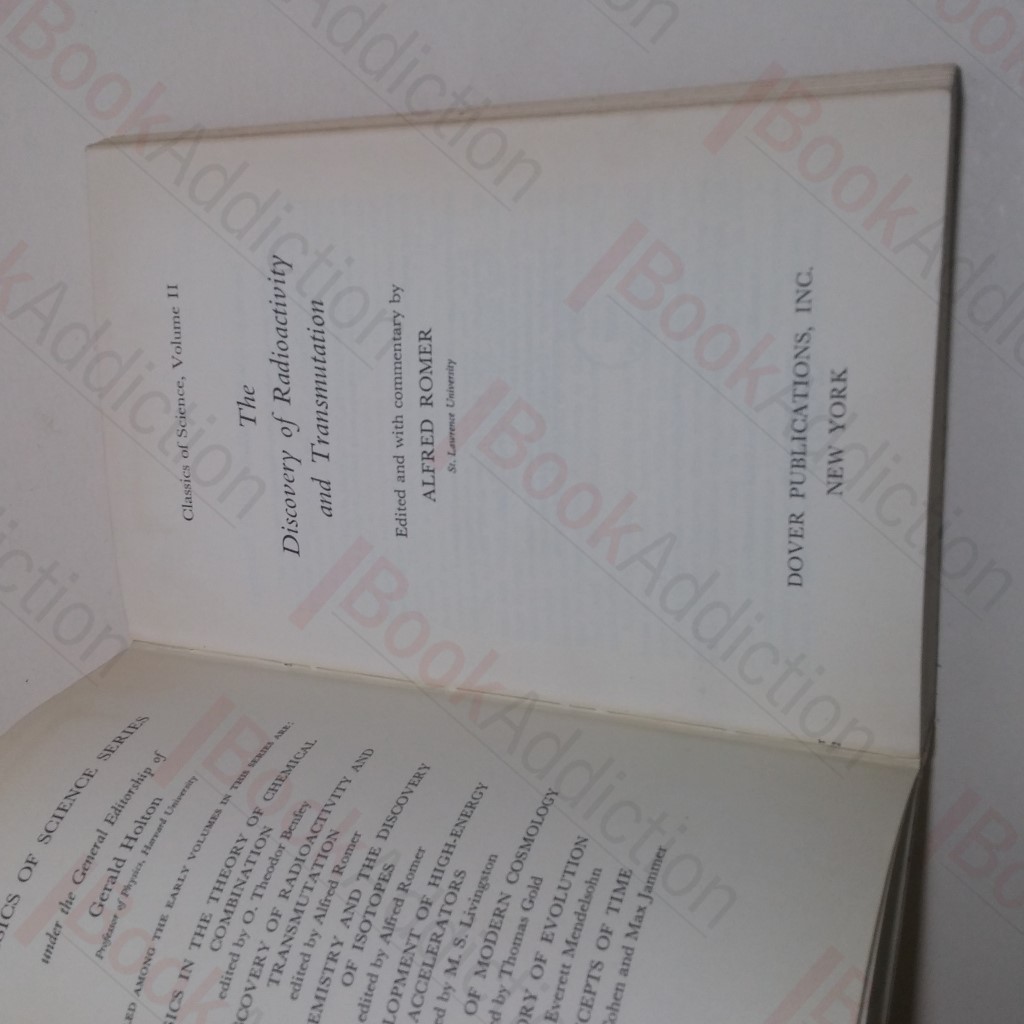 SICS OF SCIENCE SERIES
under the General Editorship of
Gerald Holton
Professor of Physics, Harvard University
ED AMONG THE EARLY VOLUMES IN THIS SERIES ARE:
ICS IN THE THEORY OF CHEMICAL
COMBINATION
edited by O. Theodor Benfey
COVERY OF RADIOACTIVITY AND
TRANSMUTATION
edited by Alfred Romer
EMISTRY AND THE DISCOVERY
OF ISOTOPES
edited by Alfred Romer
LOPMENT OF HIGH-ENERGY
ACCELERATORS
ed by M. S. Livingston
OF MODERN COSMOLOGY
ed by Thomas Gold
ORY OF EVOLUTION
Everett Mendelsohn
CEPTS OF TIME
Cohen and Max Jammer
Classics of Science, Volume II
The
Discovery of Radioactivity
and Transmutation
Edited and with commentary by
ALFRED ROMER
St. Lawrence University
DOVER PUBLICATIONS, INC.
NEW YORK
BookAddiction